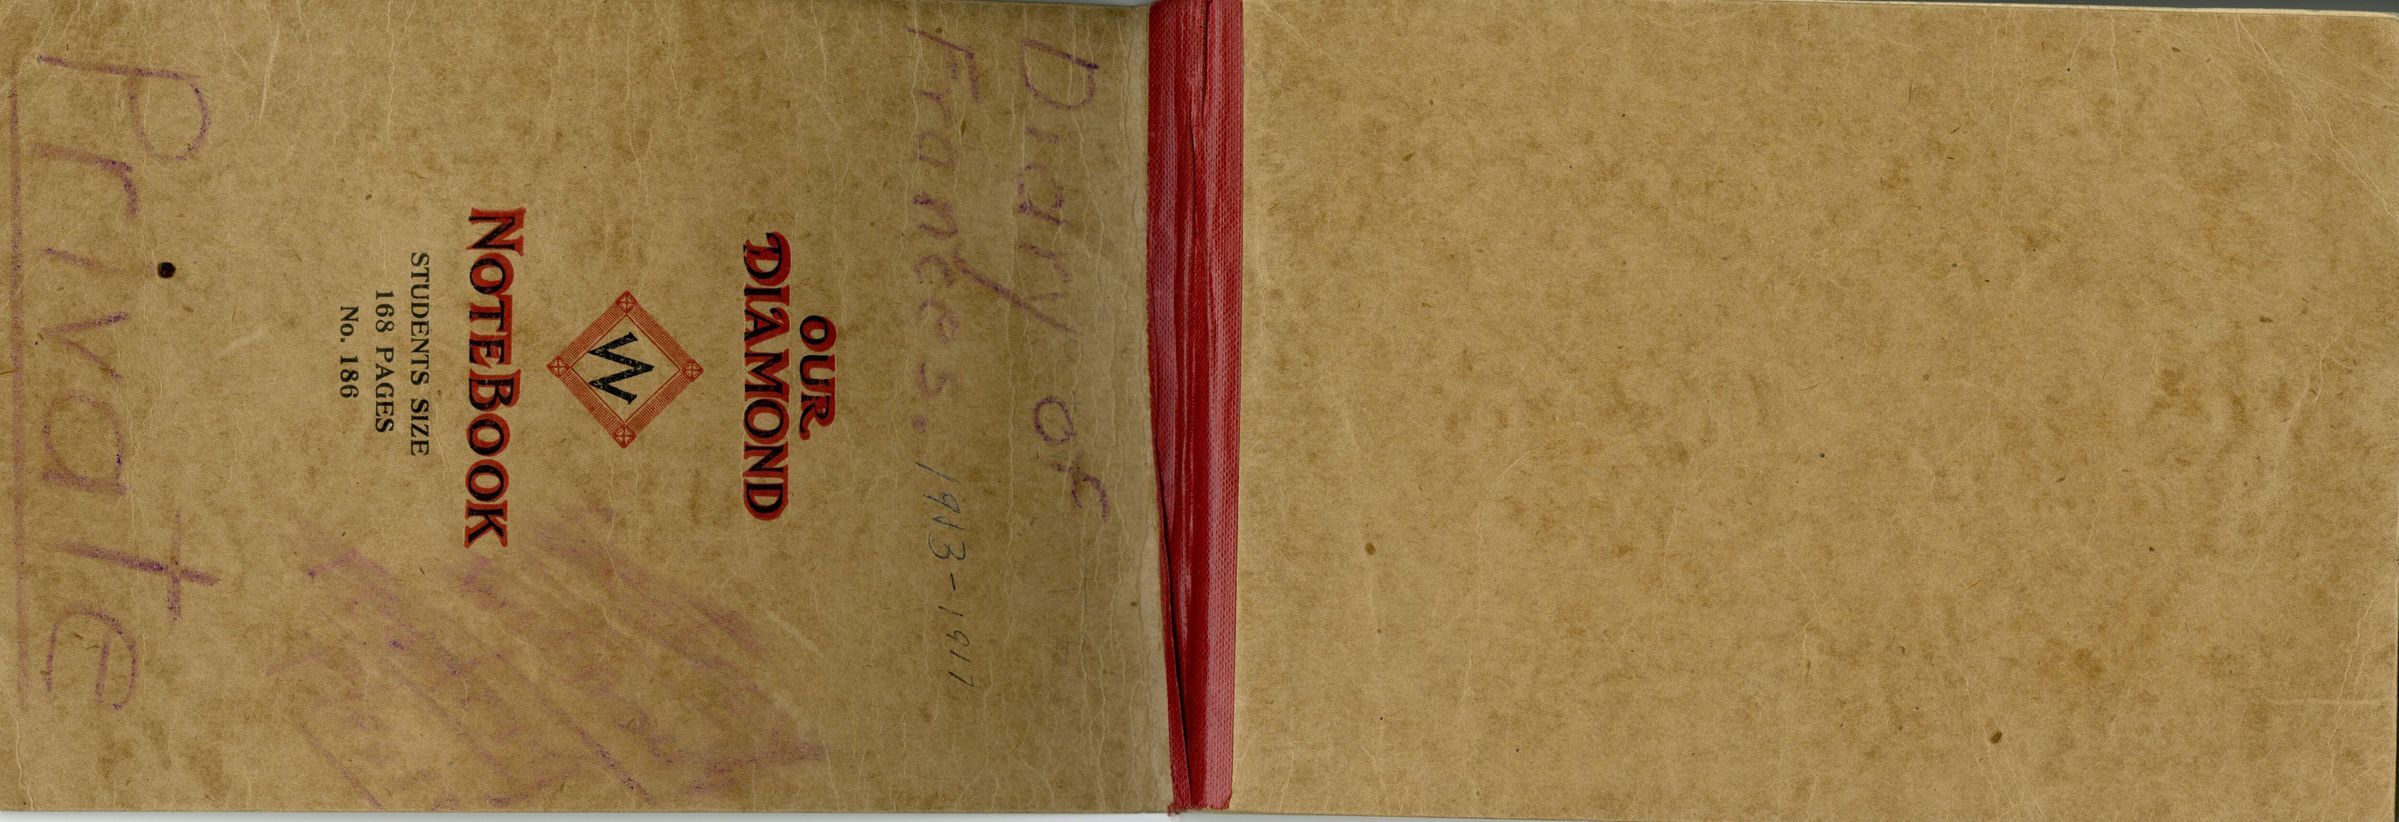 Diary of
Frances. 1913-1917
OUR
DIAMOND
W
NOTEBOOK
STUDENTS SIZE
168 PAGES
No. 186
Private